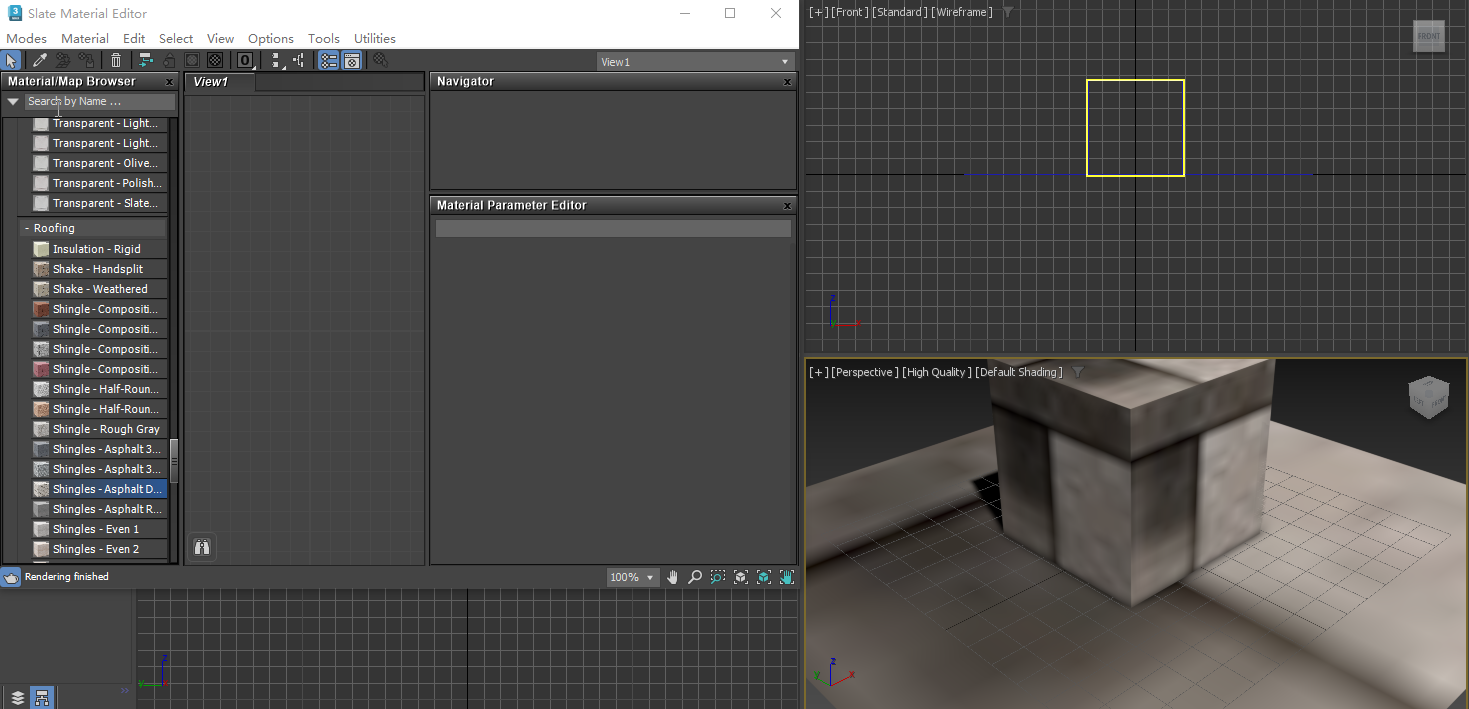 Slate Material Editor
Modes Material Edit Select View Options Tools Utilities
0
View1
Material/Map Browser
x
View1
Navigator
x
Search by Name ...
Transparent - Light...
Transparent - Light...
Transparent - Olive...
Transparent - Polish...
Transparent - Slate...
- Roofing
Insulation - Rigid
Shake - Handsplit
Shake - Weathered
Shingle - Compositi...
Shingle - Compositi...
Shingle - Compositi...
Shingle - Compositi...
Shingle - Half-Roun...
Shingle - Half-Roun...
Shingle - Rough Gray
Shingles - Asphalt 3...
Shingles - Asphalt 3...
Shingles - Asphalt D...
Shingles - Asphalt R...
Shingles - Even 1
Shingles - Even 2
Material Parameter Editor
x
Rendering finished
100%
z
y
»
[+] [Front ] [Standard ] [Wireframe ]
FRONT
z
y
x
[+] [Perspective ] [High Quality ] [Default Shading ]
z
y
x